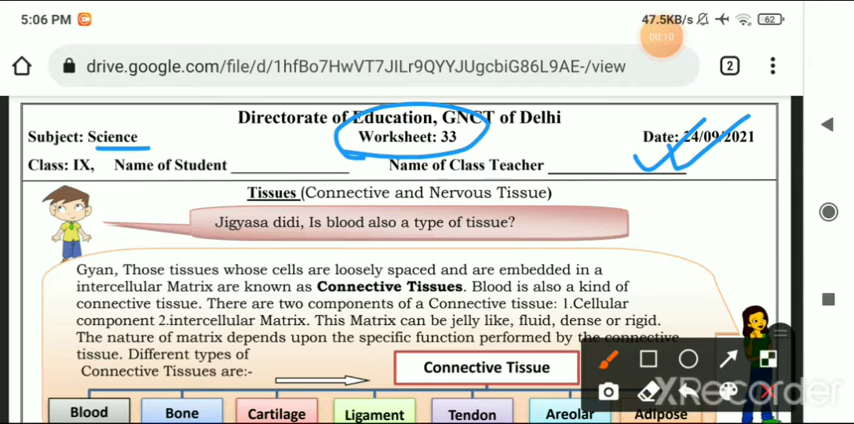 5:06 PM
47.5KB/s
62
00:10
drive.google.com/file/d/1hfBo7HwVT7JILr9QYYJUgcbiG86L9AE-/view
2
Directorate of Education, GNCT of Delhi
Subject: Science Worksheet: 33 Date: 24/09/2021
Class: IX, Name of Student ______________ Name of Class Teacher ______________
Tissues (Connective and Nervous Tissue)
Jigyasa didi, Is blood also a type of tissue?
Gyan, Those tissues whose cells are loosely spaced and are embedded in a
intercellular Matrix are known as Connective Tissues. Blood is also a kind of
connective tissue. There are two components of a Connective tissue: 1.Cellular
component 2.intercellular Matrix. This Matrix can be jelly like, fluid, dense or rigid.
The nature of matrix depends upon the specific function performed by the connective
tissue. Different types of
Connective Tissues are:-
Connective Tissue
Blood Bone Cartilage Ligament Tendon Areolar Adipose
XRecorder